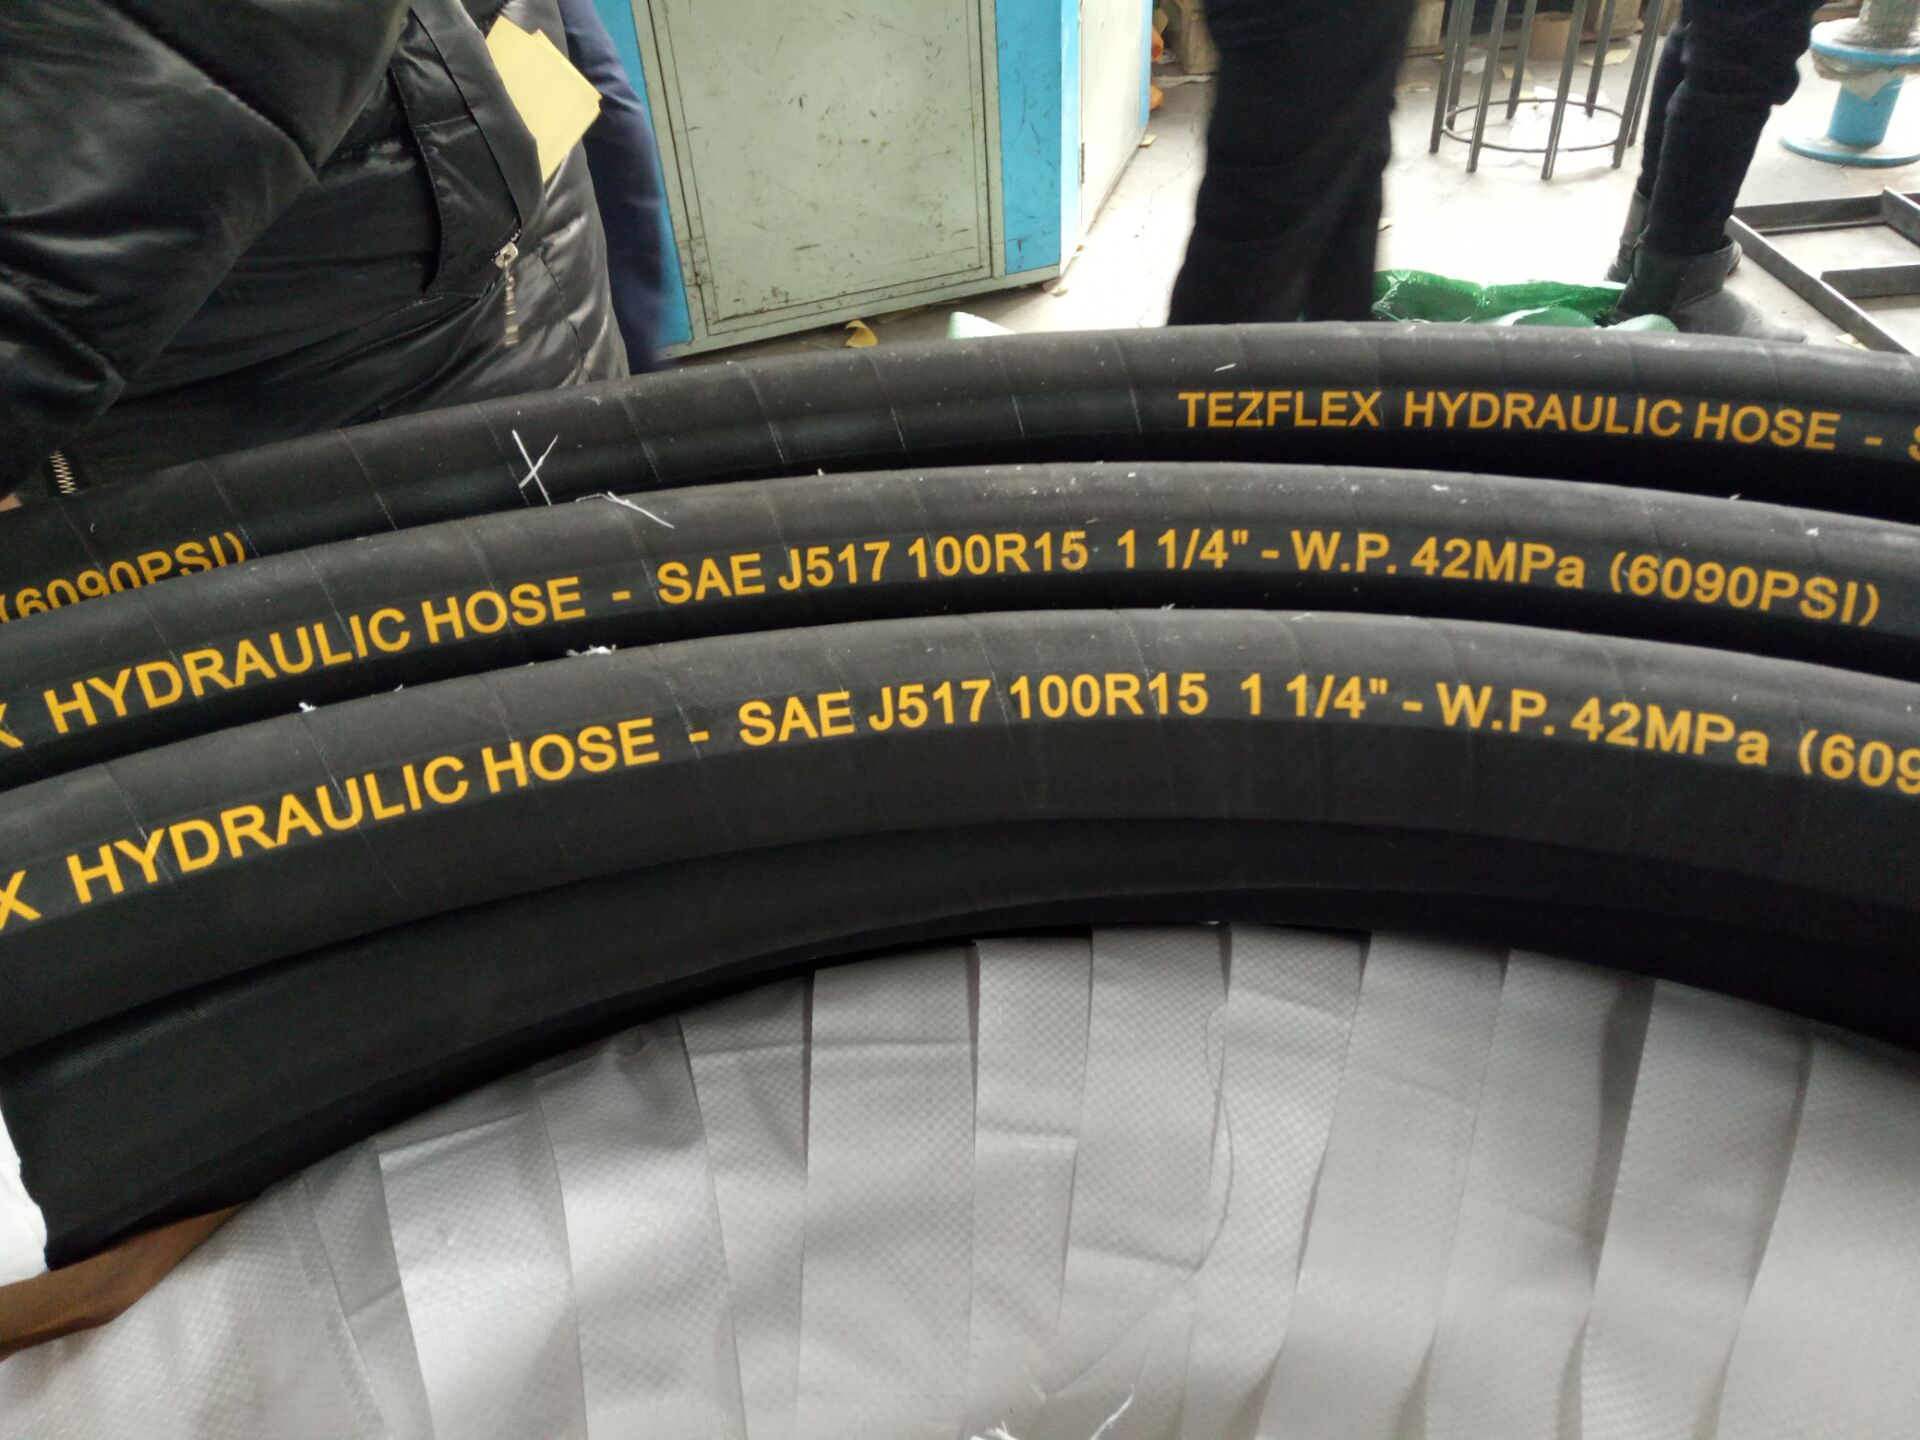 TEZFLEX HYDRAULIC HOSE -
(6090PSI)
X HYDRAULIC HOSE - SAE J517 100R15 1 1/4" - W.P. 42MPa (6090PSI)
X HYDRAULIC HOSE - SAE J517 100R15 1 1/4" - W.P. 42MPa (609